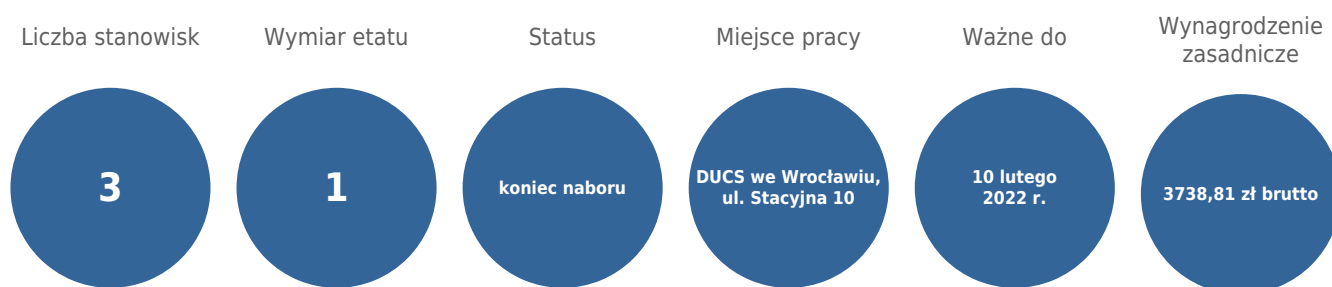 Liczba stanowisk
3
Wymiar etatu
1
Status
koniec naboru
Miejsce pracy
DUCS we Wrocławiu,
ul. Stacyjna 10
Ważne do
10 lutego
2022 r.
Wynagrodzenie
zasadnicze
3738,81 zł brutto